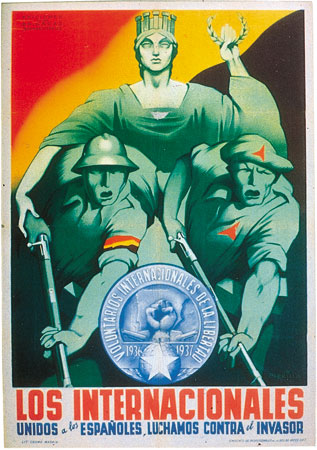 VOLUNTARIOS INTERNACIONALES DE LA LIBERTAD
1936 1937
LOS INTERNACIONALES
UNIDOS a los ESPAÑOLES, LUCHAMOS CONTRA el INVASOR